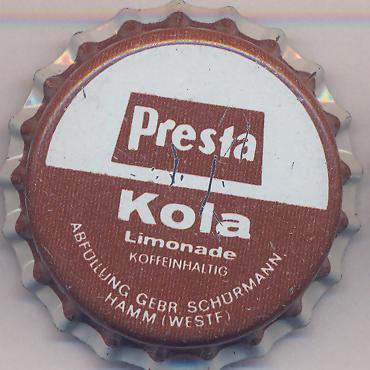 Presta
Kola
Limonade
KOFFEINHALTIG
ABFÜLLUNG GEBR. SCHÜRMANN,
HAMM (WESTF)